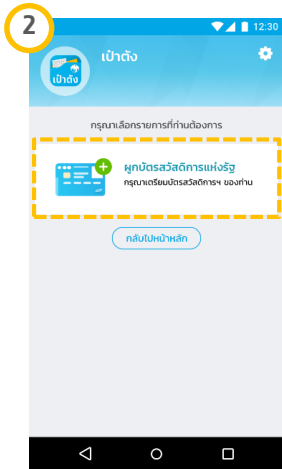 2
12:30
เป๋าตัง
เป๋าตัง
กรุณาเลือกรายการที่ท่านต้องการ
ผูกบัตรสวัสดิการแห่งรัฐ
กรุณาเตรียมบัตรสวัสดิการฯ ของท่าน
กลับไปหน้าหลัก